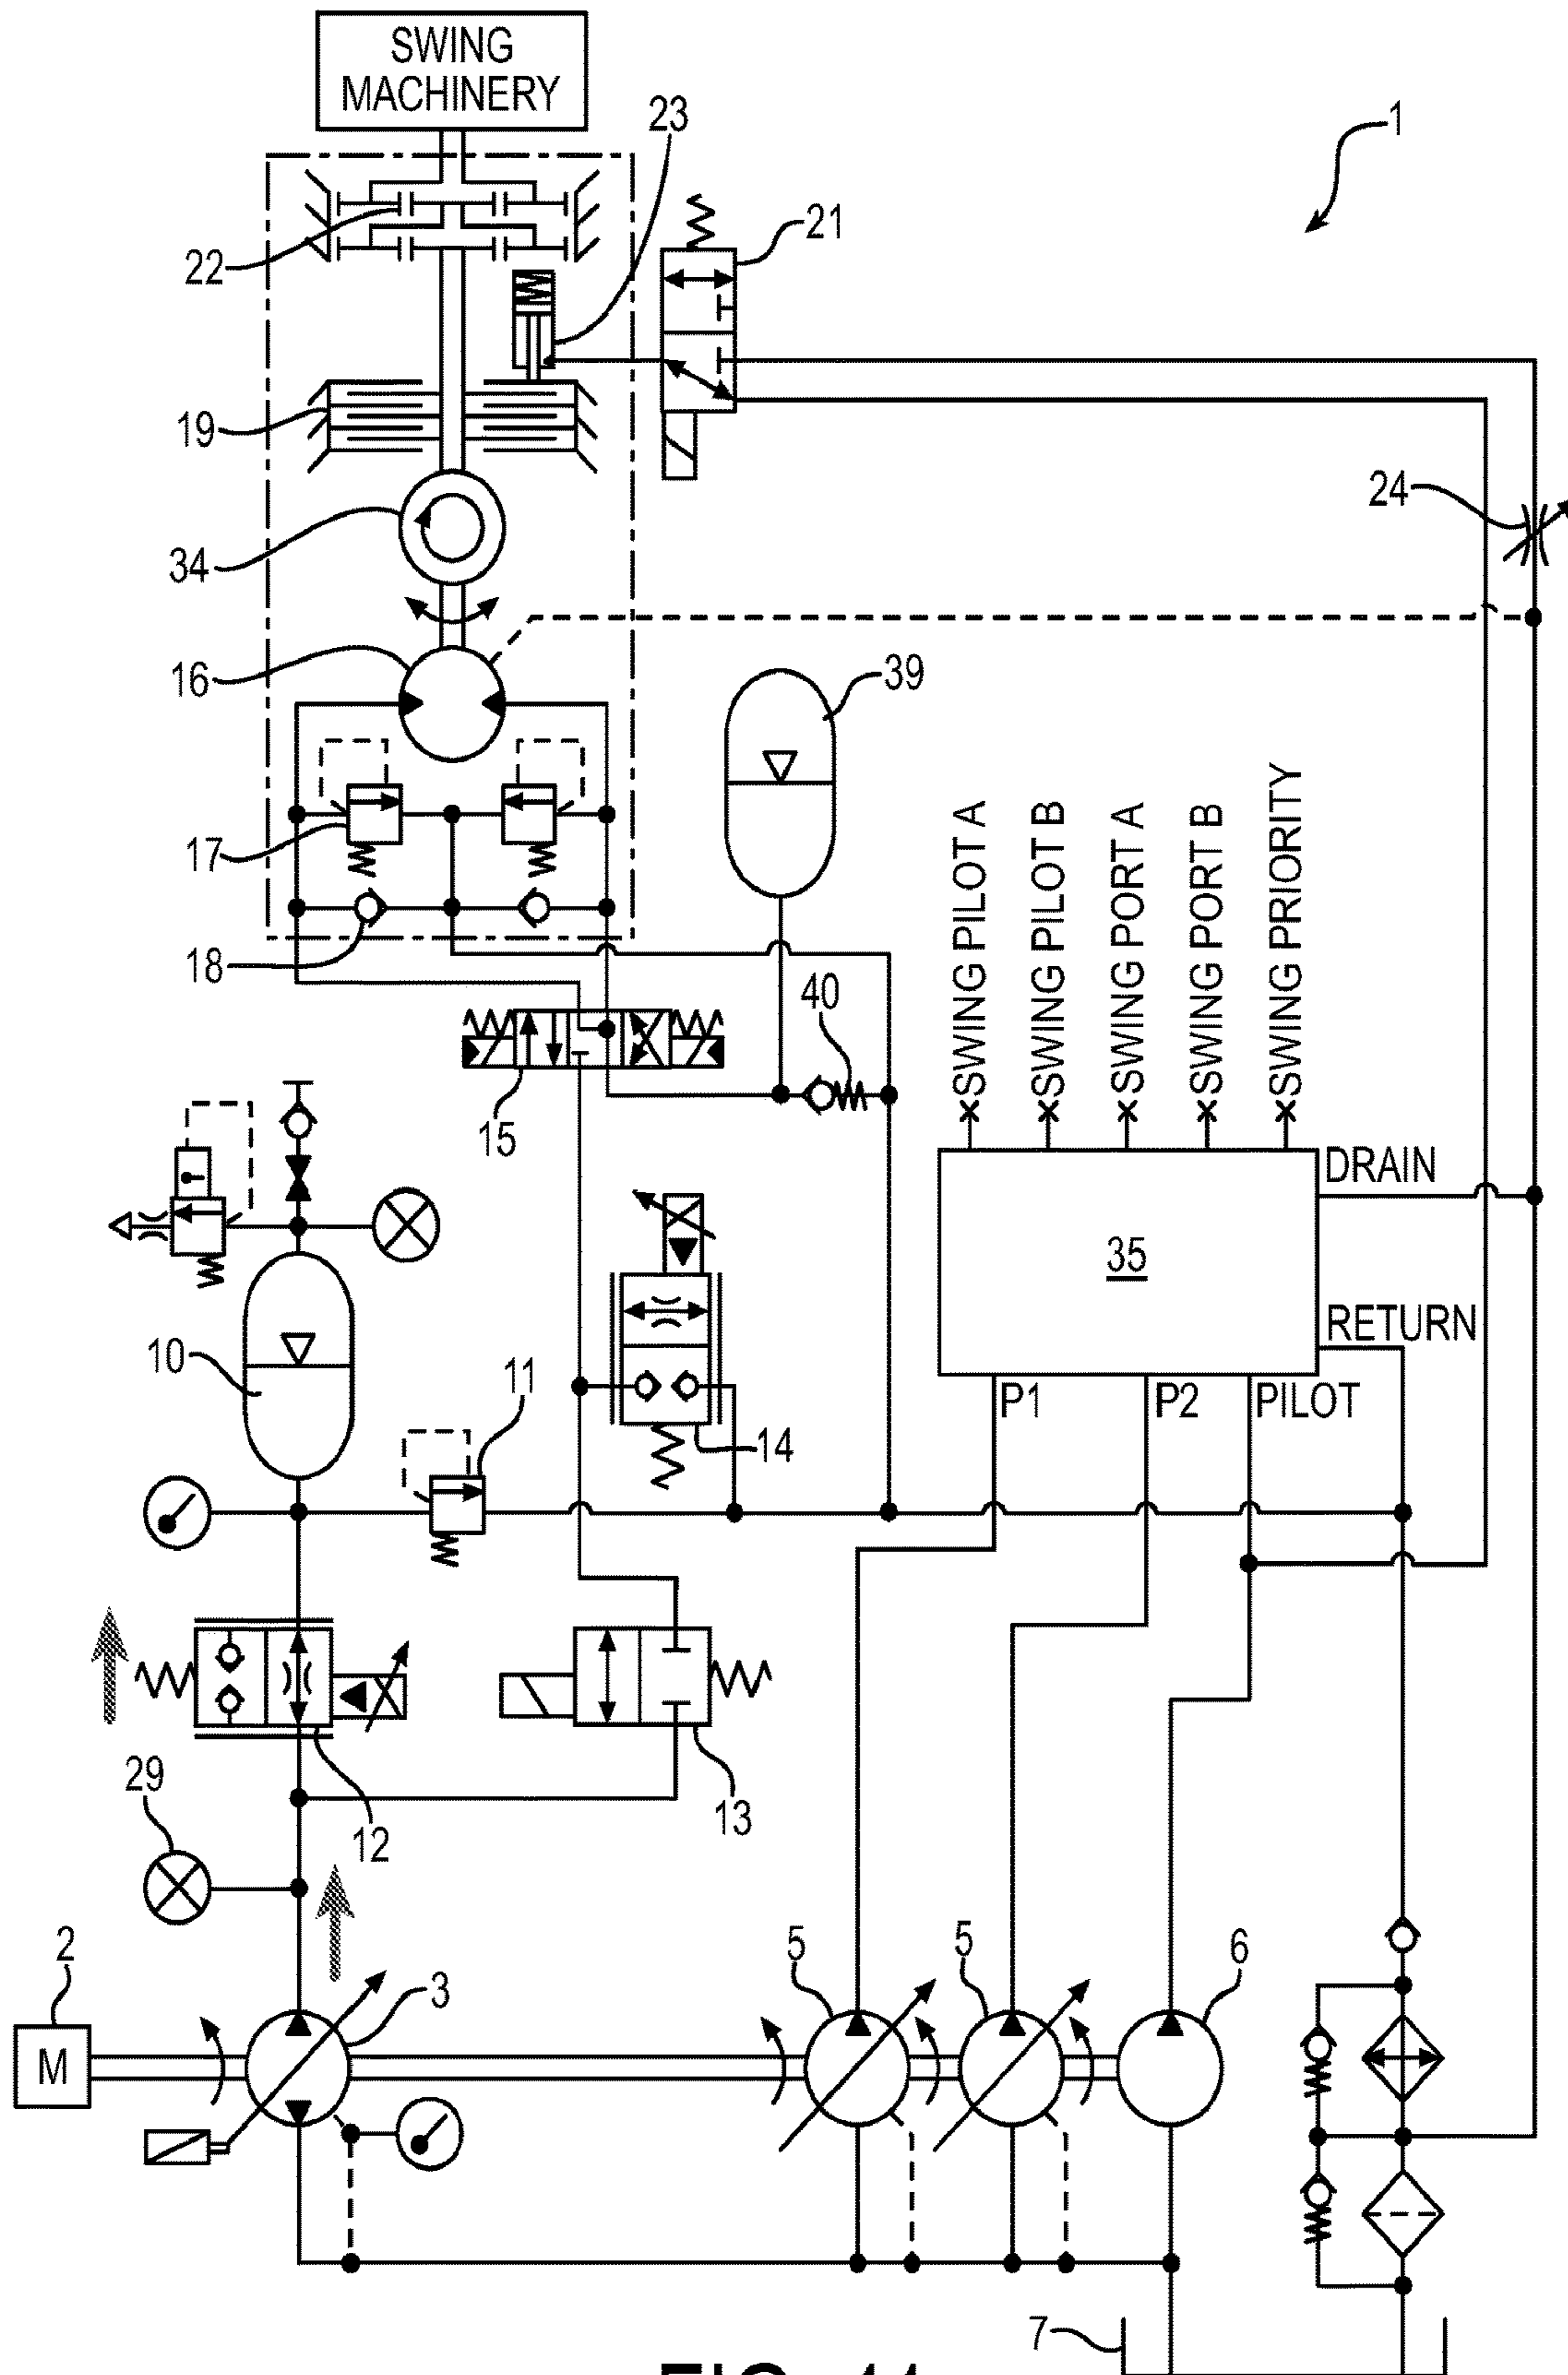 SWING
MACHINERY
23
1
21
22
19
24
34
16
39
17
18
40
SWING PILOT A
SWING PILOT B
SWING PORT A
SWING PORT B
SWING PRIORITY
15
DRAIN
35
10
11
RETURN
14
P1
P2
PILOT
29
12
13
2
3
5
5
6
M
7